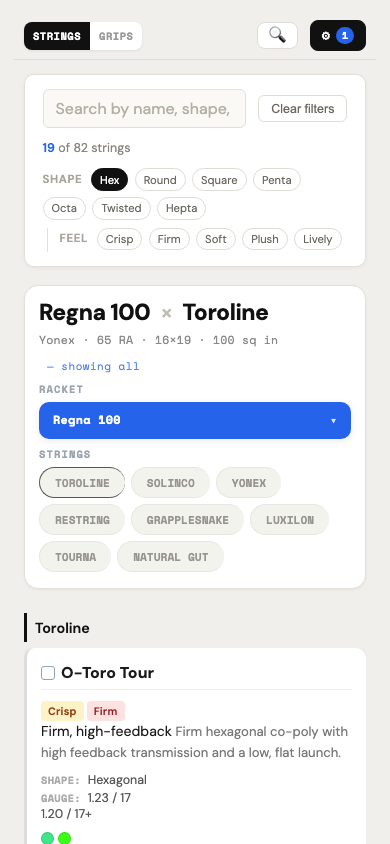 STRINGS GRIPS 1
Search by name, shape, Clear filters
19 of 82 strings
SHAPE Hex Round Square Penta
Octa Twisted Hepta
FEEL Crisp Firm Soft Plush Lively
Regna 100 × Toroline
Yonex · 65 RA · 16×19 · 100 sq in
— showing all
RACKET
Regna 100
STRINGS
TOROLINE SOLINCO YONEX
RESTRING GRAPPLESNAKE LUXILON
TOURNA NATURAL GUT
Toroline
O-Toro Tour
Crisp Firm
Firm, high-feedback Firm hexagonal co-poly with
high feedback transmission and a low, flat launch.
SHAPE: Hexagonal
GAUGE: 1.23 / 17
1.20 / 17+